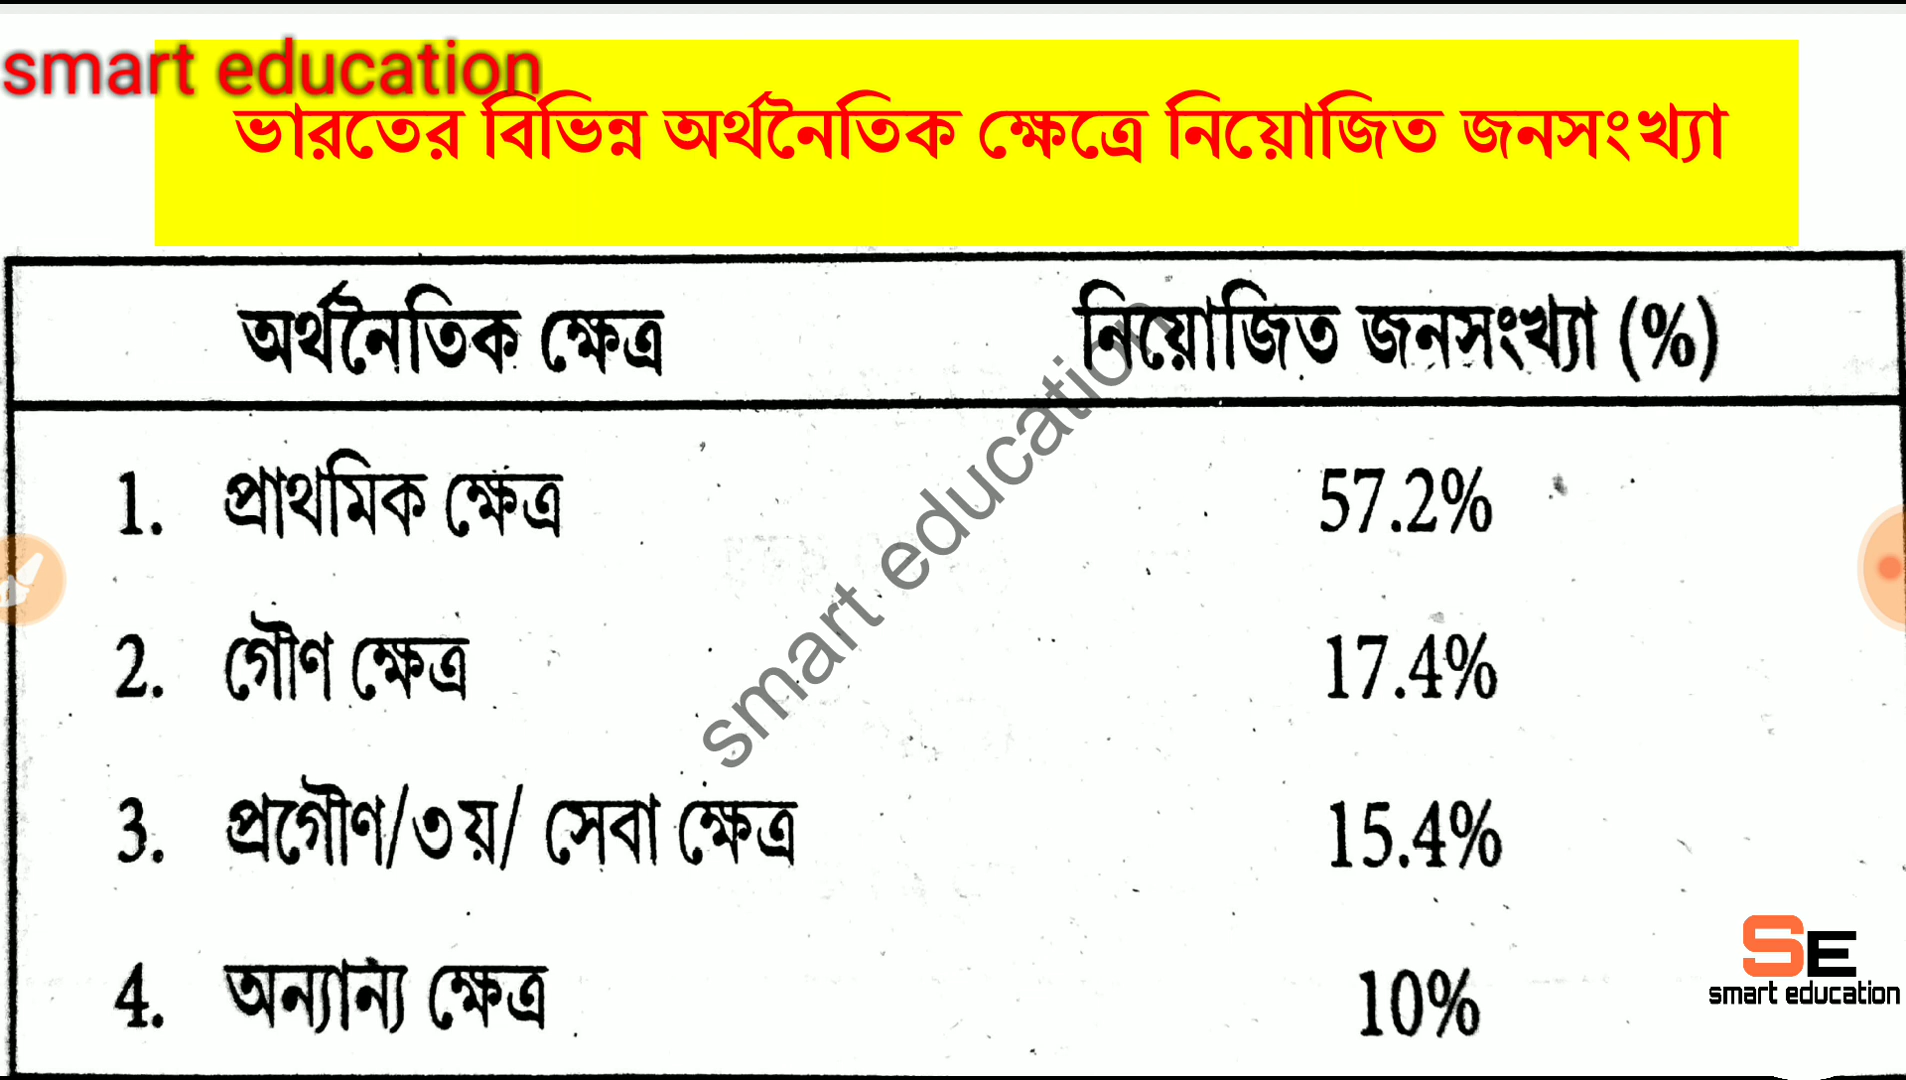 smart education
ভারতের বিভিন্ন অর্থনৈতিক ক্ষেত্রে নিয়োজিত জনসংখ্যা
অর্থনৈতিক ক্ষেত্র নিয়োজিত জনসংখ্যা (%)
1. প্রাথমিক ক্ষেত্র 57.2%
2. গৌণ ক্ষেত্র 17.4%
3. প্রগৌণ/৩য়/ সেবা ক্ষেত্র 15.4%
4. অন্যান্য ক্ষেত্র 10%
smart education
SE
smart education